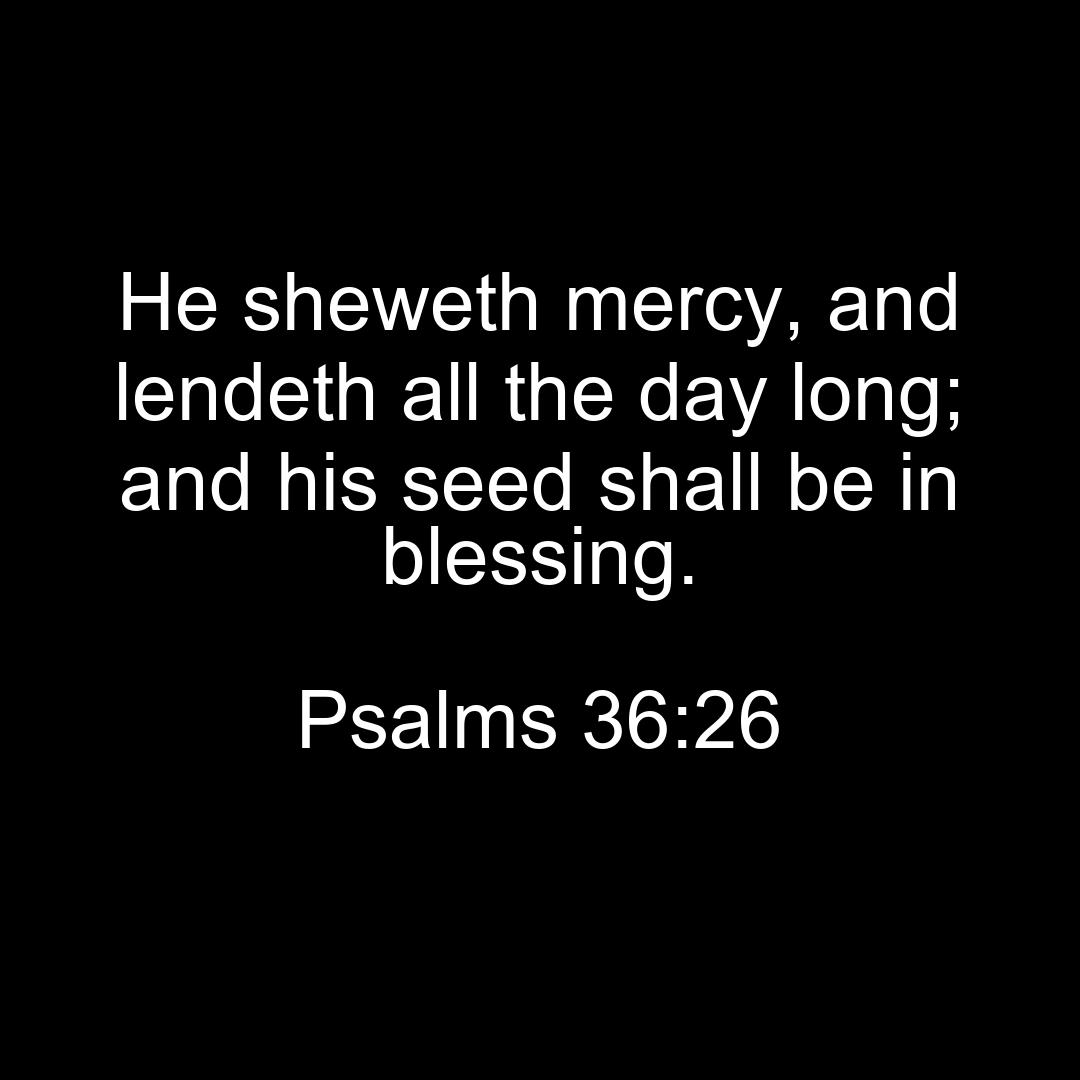 He sheweth mercy, and
lendeth all the day long;
and his seed shall be in
blessing.
Psalms 36:26